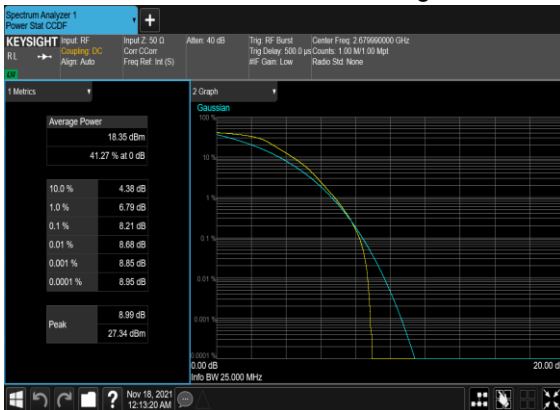 Spectrum Analyzer 1
Power Stat CCDF
+
KEYSIGHT
RL
Input: RF
Coupling: DC
Align: Auto
Input Z: 50 Ω
Corr CCorr
Freq Ref: Int (S)
Atten: 40 dB
Trig: RF Burst
Trig Delay: 500.0 µs
#IF Gain: Low
Center Freq: 2.679990000 GHz
Counts: 1.00 M/1.00 Mpt
Radio Std: None
1 Metrics
Average Power
18.35 dBm
41.27 % at 0 dB
10.0 % 4.38 dB
1.0 % 6.79 dB
0.1 % 8.21 dB
0.01 % 8.68 dB
0.001 % 8.85 dB
0.0001 % 8.95 dB
Peak
8.99 dB
27.34 dBm
2 Graph
Gaussian
100 %
10 %
1 %
0.1 %
0.01 %
0.001 %
0.0001 %
0.00 dB
20.00 d
Info BW 25.000 MHz
?
Nov 18, 2021
12:13:20 AM